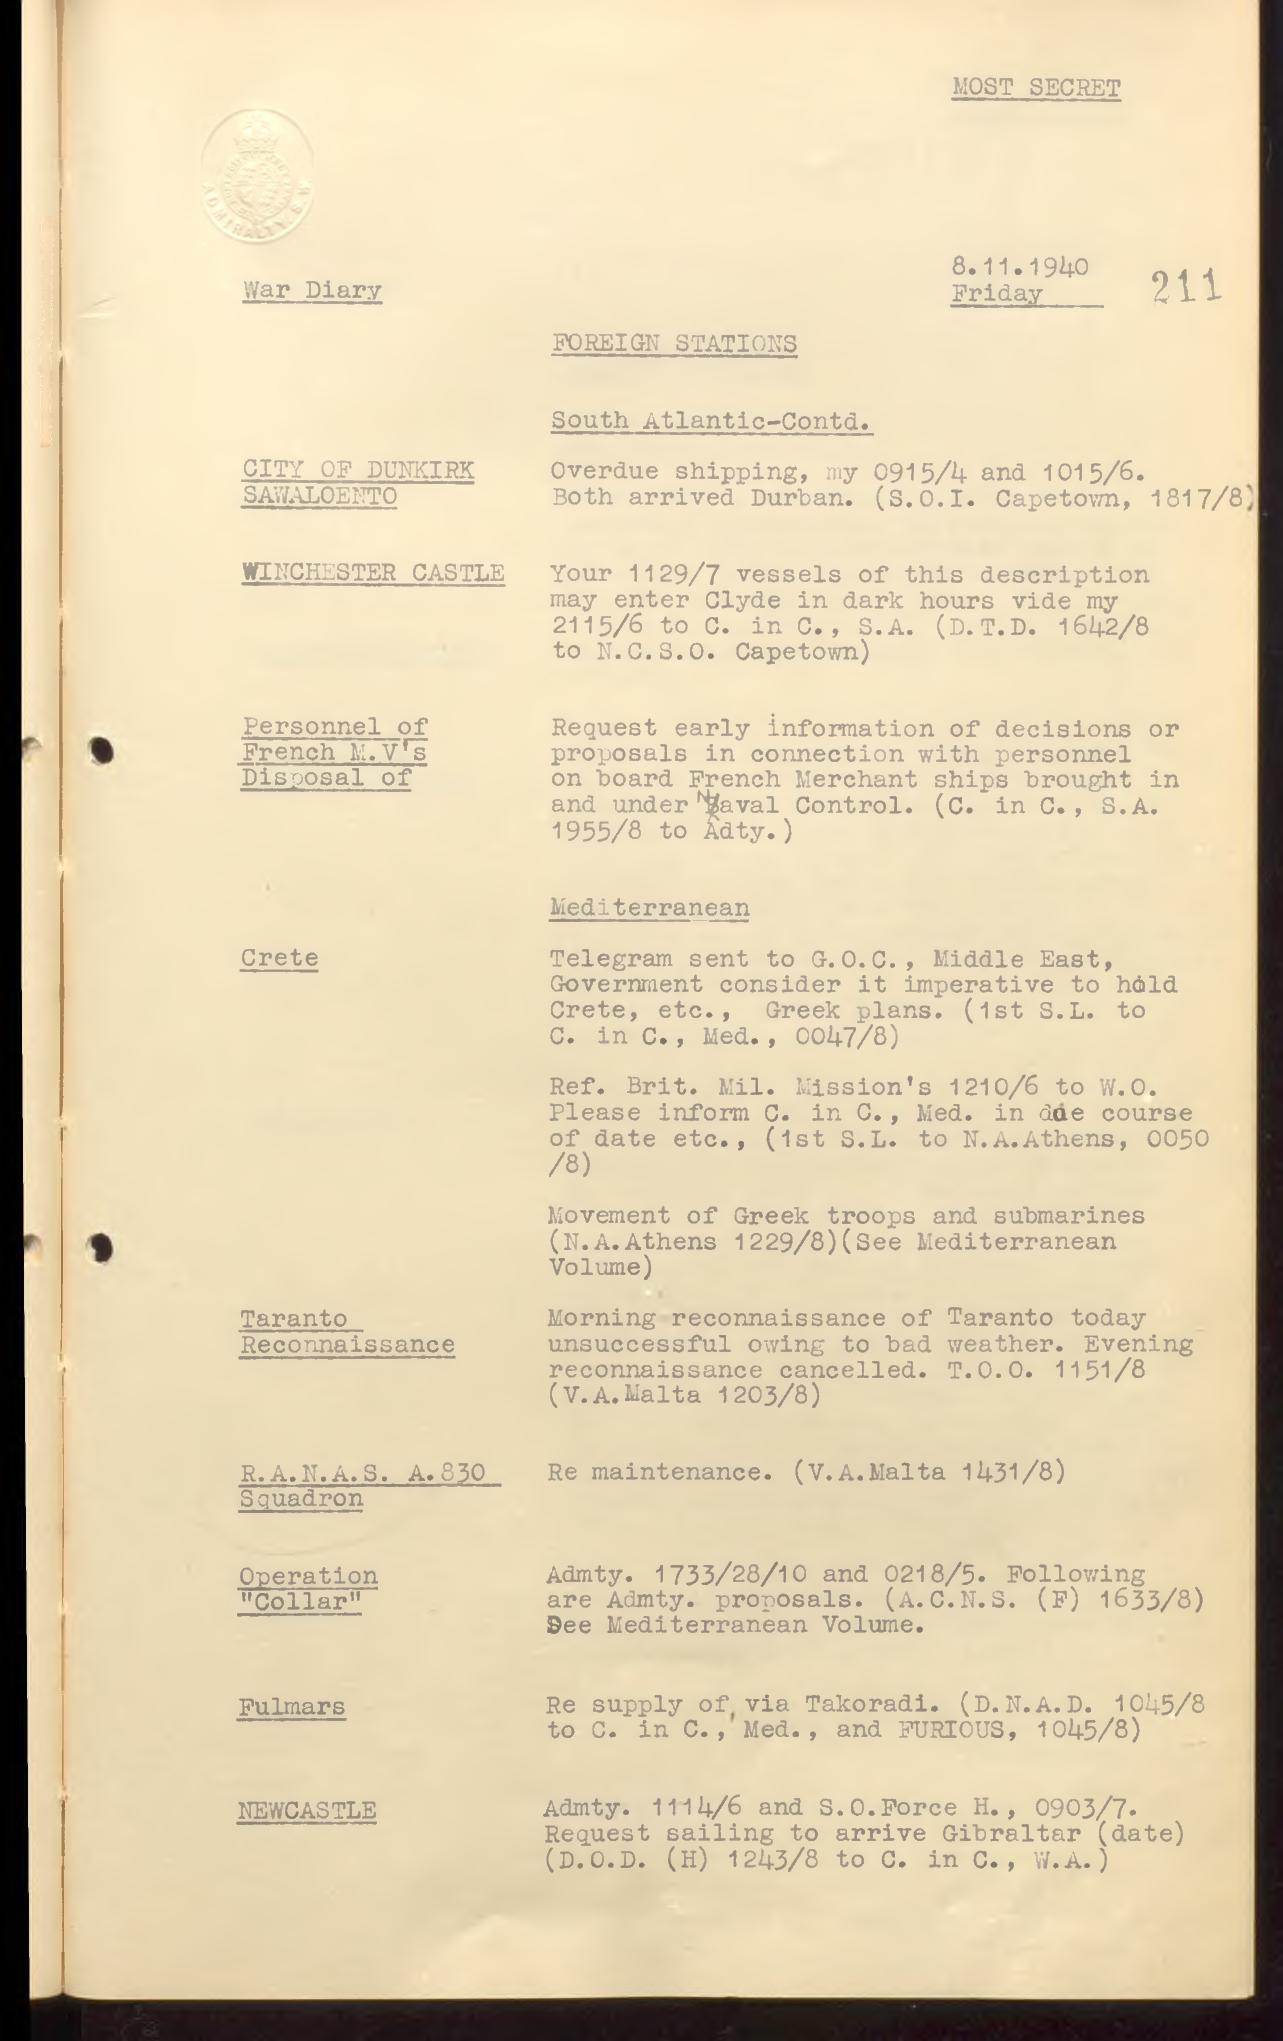 MOST SECRET
ADMIRALTY. S.W.
8.11.1940
War Diary
Friday
211
FOREIGN STATIONS
South Atlantic-Contd.
CITY OF DUNKIRK
SAWALOENTO
Overdue shipping, my 0915/4 and 1015/6.
Both arrived Durban. (S.O.I. Capetown, 1817/8)
WINCHESTER CASTLE
Your 1129/7 vessels of this description
may enter Clyde in dark hours vide my
2115/6 to C. in C., S.A. (D.T.D. 1642/8
to N.C.S.O. Capetown)
Personnel of
French M.V's
Disposal of
Request early information of decisions or
proposals in connection with personnel
on board French Merchant ships brought in
and under Naval Control. (C. in C., S.A.
1955/8 to Adty.)
Mediterranean
Crete
Telegram sent to G.O.C., Middle East,
Government consider it imperative to hold
Crete, etc., Greek plans. (1st S.L. to
C. in C., Med., 0047/8)
Ref. Brit. Mil. Mission's 1210/6 to W.O.
Please inform C. in C., Med. in due course
of date etc., (1st S.L. to N.A.Athens, 0050
/8)
Movement of Greek troops and submarines
(N.A.Athens 1229/8)(See Mediterranean
Volume)
Taranto
Reconnaissance
Morning reconnaissance of Taranto today
unsuccessful owing to bad weather. Evening
reconnaissance cancelled. T.O.O. 1151/8
(V.A.Malta 1203/8)
R.A.N.A.S. A.830
Squadron
Re maintenance. (V.A.Malta 1431/8)
Operation
"Collar"
Admty. 1733/28/10 and 0218/5. Following
are Admty. proposals. (A.C.N.S. (F) 1633/8)
See Mediterranean Volume.
Fulmars
Re supply of, via Takoradi. (D.N.A.D. 1045/8
to C. in C., Med., and FURIOUS, 1045/8)
NEWCASTLE
Admty. 1114/6 and S.O.Force H., 0903/7.
Request sailing to arrive Gibraltar (date)
(D.O.D. (H) 1243/8 to C. in C., W.A.)